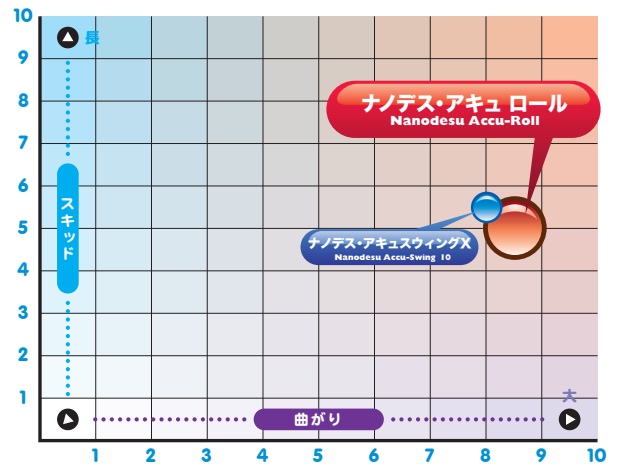 10
長
9
8
ナノデス・アキュ ロール
Nanodesu Accu-Roll
7
6
スキッド
5
ナノデス・アキュスウィングX
Nanodesu Accu-Swing 10
4
3
2
1
大
曲がり
1 2 3 4 5 6 7 8 9 10